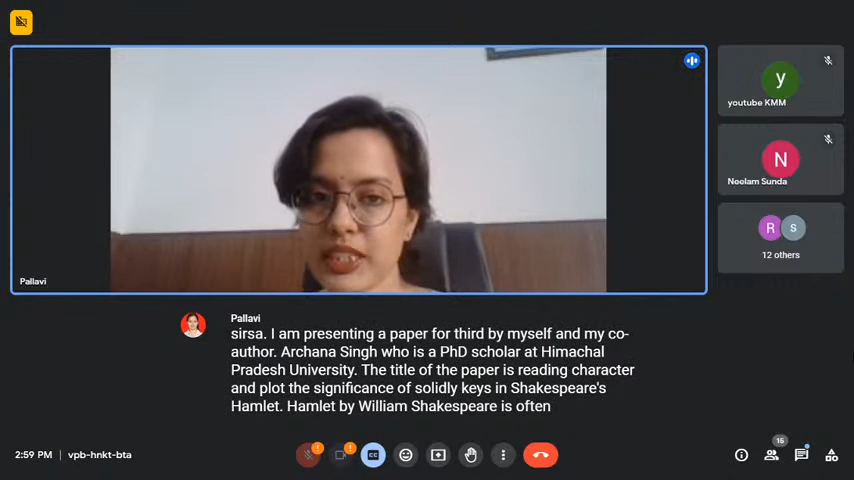 y
youtube KMM
N
Neelam Sunda
R s
12 others
Pallavi
Pallavi
sirsa. I am presenting a paper for third by myself and my co-
author. Archana Singh who is a PhD scholar at Himachal
Pradesh University. The title of the paper is reading character
and plot the significance of solidly keys in Shakespeare's
Hamlet. Hamlet by William Shakespeare is often
2:59 PM | vpb-hnkt-bta
!
!
CC
16